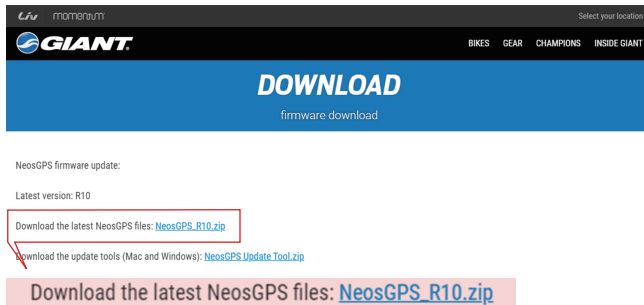 Liv momentum Select your location
GIANT. BIKES GEAR CHAMPIONS INSIDE GIANT
DOWNLOAD
firmware download
NeosGPS firmware update:
Latest version: R10
Download the latest NeosGPS files: NeosGPS_R10.zip
Download the update tools (Mac and Windows): NeosGPS Update Tool.zip
Download the latest NeosGPS files: NeosGPS_R10.zip